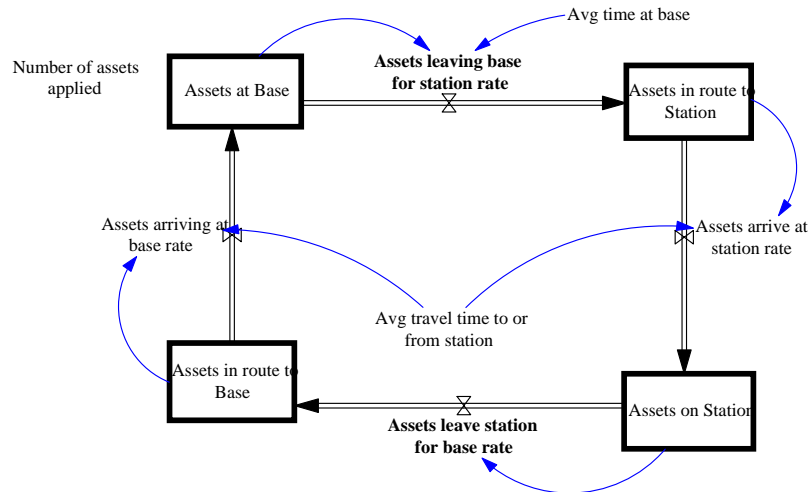 Avg time at base
Number of assets
applied
Assets at Base
Assets leaving base
for station rate
Assets in route to
Station
Assets arriving at
base rate
Assets arrive at
station rate
Avg travel time to or
from station
Assets in route to
Base
Assets leave station
for base rate
Assets on Station